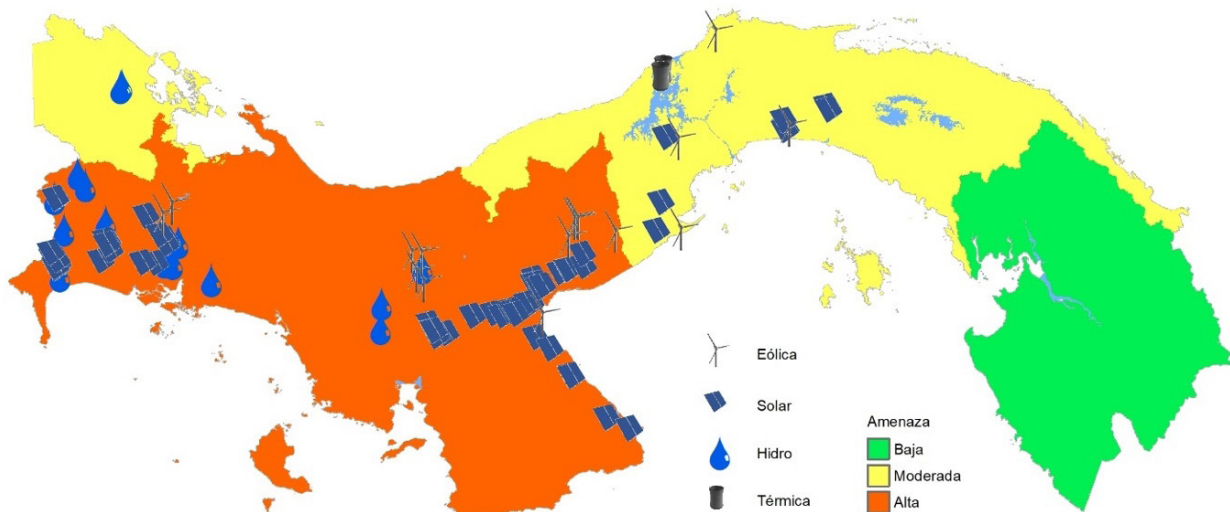 Eólica
Solar
Hidro
Térmica
Amenaza
Baja
Moderada
Alta